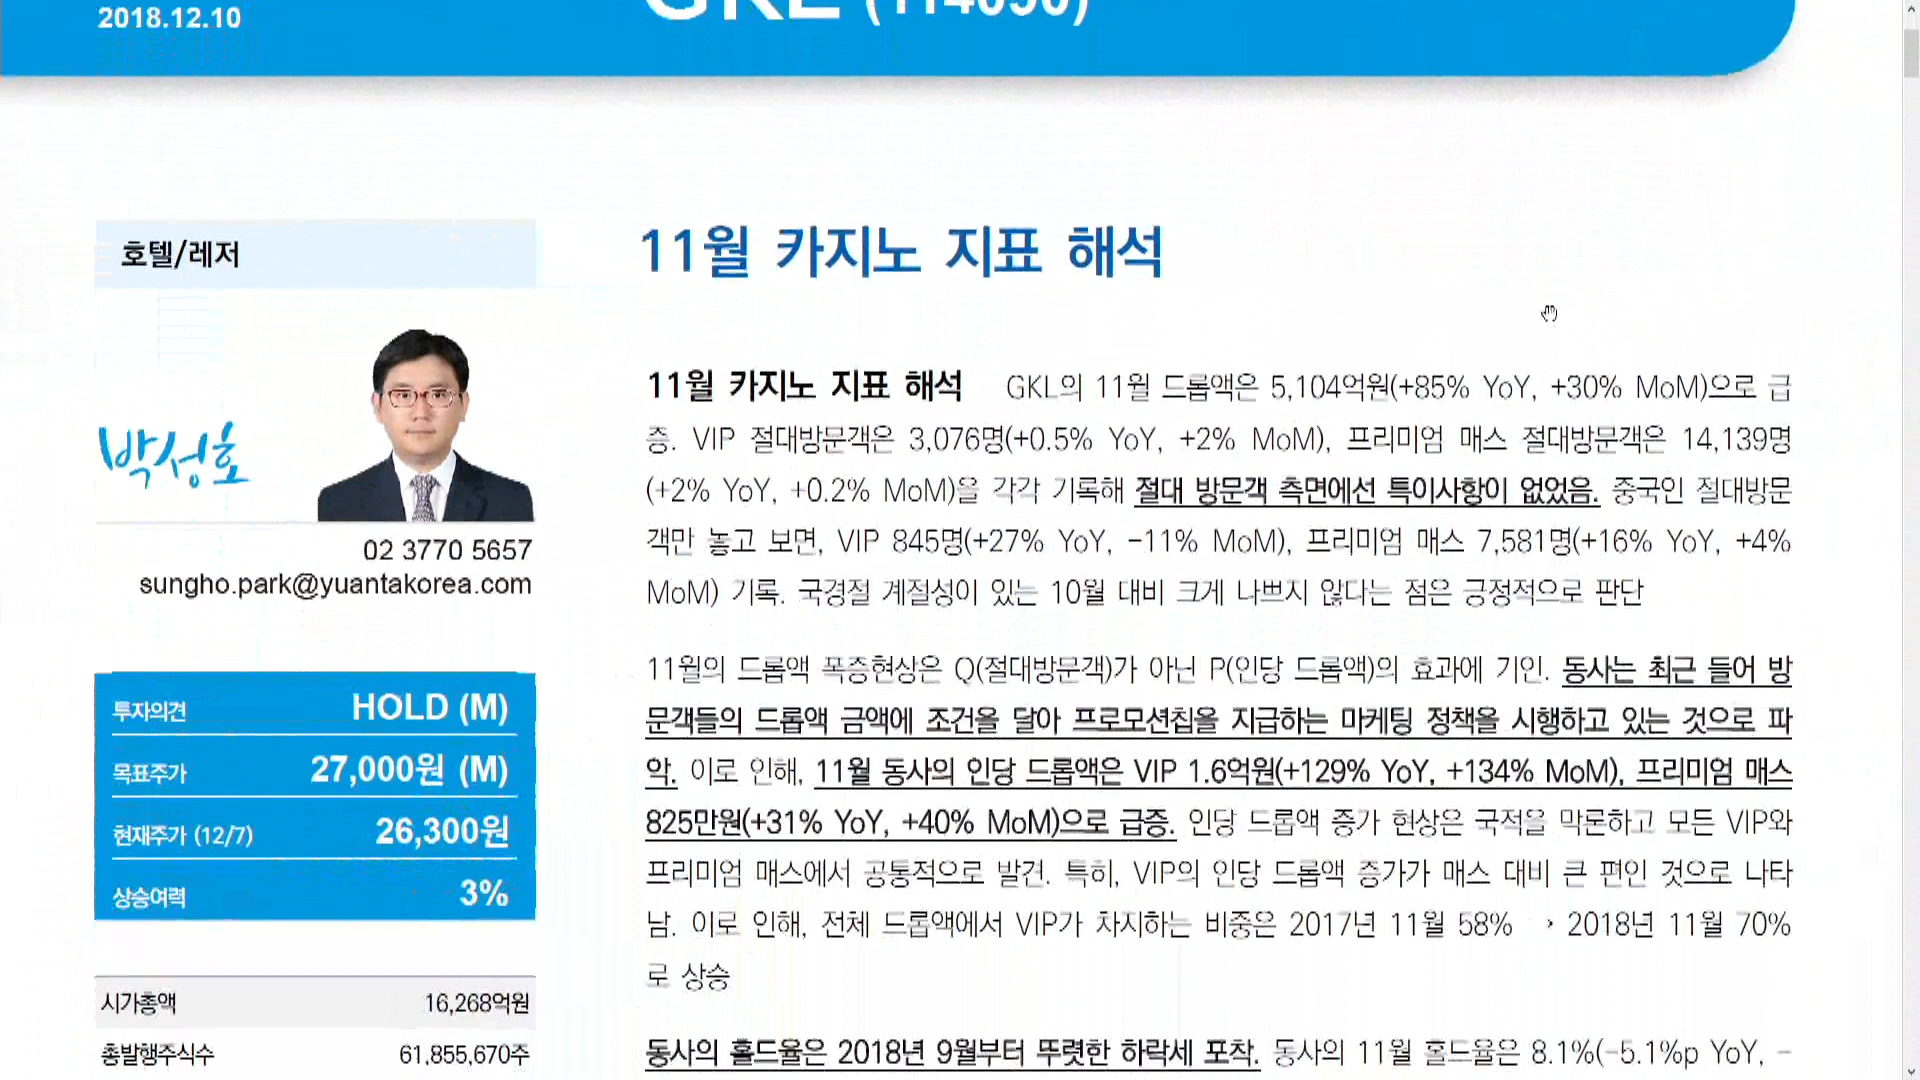 2018.12.10
GKL (114090)
호텔/레저
박성호
02 3770 5657
sungho.park@yuantakorea.com
투자의견 HOLD (M)
목표주가 27,000원 (M)
현재주가 (12/7) 26,300원
상승여력 3%
시가총액 16,268억원
총발행주식수 61,855,670주
11월 카지노 지표 해석
11월 카지노 지표 해석 GKL의 11월 드롭액은 5,104억원(+85% YoY, +30% MoM)으로 급
증. VIP 절대방문객은 3,076명(+0.5% YoY, +2% MoM), 프리미엄 매스 절대방문객은 14,139명
(+2% YoY, +0.2% MoM)을 각각 기록해 절대 방문객 측면에선 특이사항이 없었음. 중국인 절대방문
객만 놓고 보면, VIP 845명(+27% YoY, -11% MoM), 프리미엄 매스 7,581명(+16% YoY, +4%
MoM) 기록. 국경절 계절성이 있는 10월 대비 크게 나쁘지 않다는 점은 긍정적으로 판단
11월의 드롭액 폭증현상은 Q(절대방문객)가 아닌 P(인당 드롭액)의 효과에 기인. 동사는 최근 들어 방
문객들의 드롭액 금액에 조건을 달아 프로모션칩을 지급하는 마케팅 정책을 시행하고 있는 것으로 파
악. 이로 인해, 11월 동사의 인당 드롭액은 VIP 1.6억원(+129% YoY, +134% MoM), 프리미엄 매스
825만원(+31% YoY, +40% MoM)으로 급증. 인당 드롭액 증가 현상은 국적을 막론하고 모든 VIP와
프리미엄 매스에서 공통적으로 발견. 특히, VIP의 인당 드롭액 증가가 매스 대비 큰 편인 것으로 나타
남. 이로 인해, 전체 드롭액에서 VIP가 차지하는 비중은 2017년 11월 58% → 2018년 11월 70%
로 상승
동사의 홀드율은 2018년 9월부터 뚜렷한 하락세 포착. 동사의 11월 홀드율은 8.1%(-5.1%p YoY, -